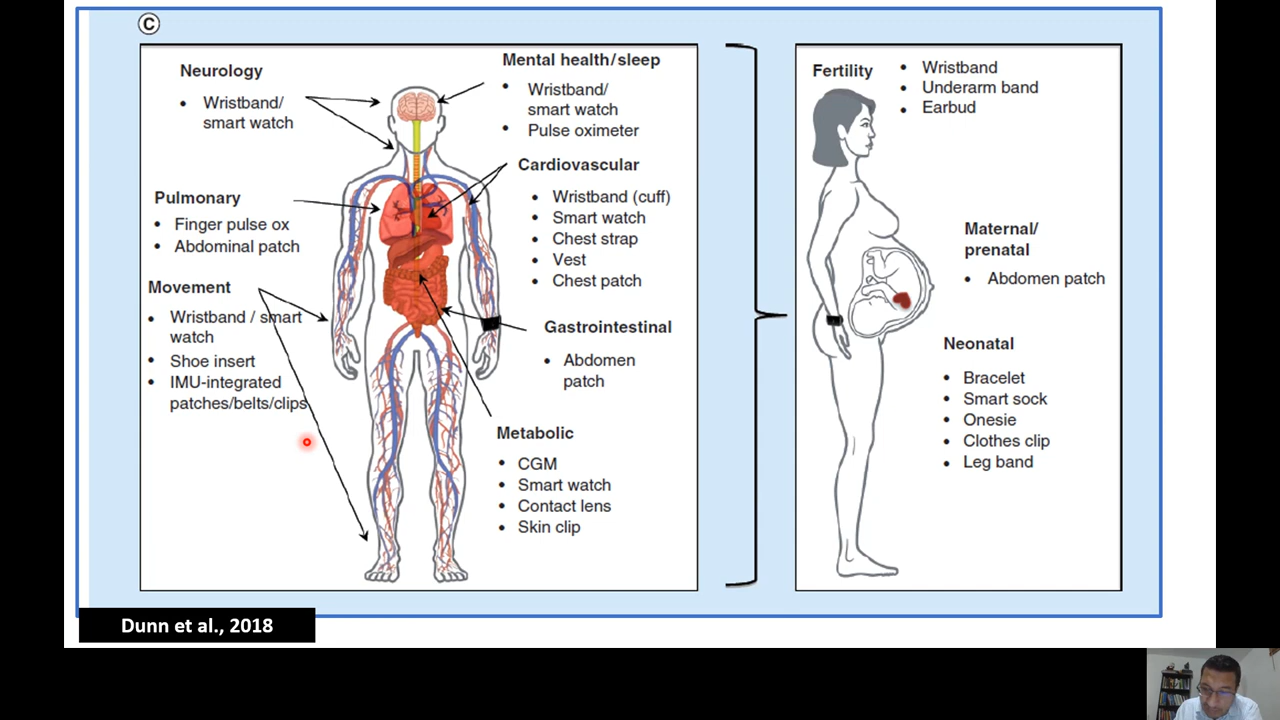 C
Neurology
• Wristband/
smart watch
Mental health/sleep
• Wristband/
smart watch
• Pulse oximeter
Pulmonary
• Finger pulse ox
• Abdominal patch
Cardiovascular
• Wristband (cuff)
• Smart watch
• Chest strap
• Vest
• Chest patch
Movement
• Wristband / smart
watch
• Shoe insert
• IMU-integrated
patches/belts/clips
Gastrointestinal
• Abdomen
patch
Metabolic
• CGM
• Smart watch
• Contact lens
• Skin clip
Fertility
• Wristband
• Underarm band
• Earbud
Maternal/
prenatal
• Abdomen patch
Neonatal
• Bracelet
• Smart sock
• Onesie
• Clothes clip
• Leg band
Dunn et al., 2018